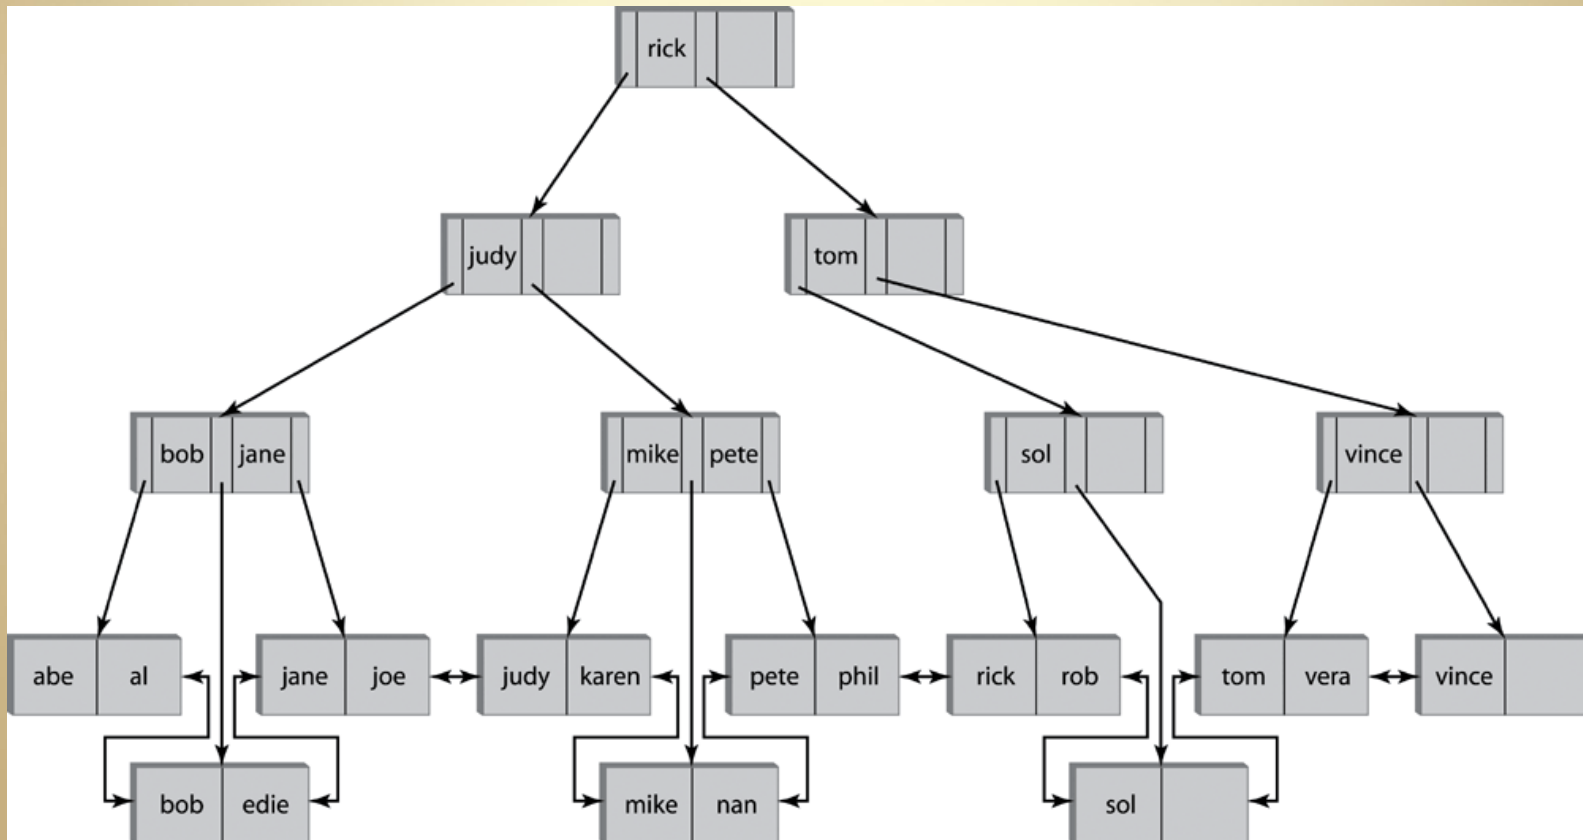 rick
judy
tom
bob jane
mike pete
sol
vince
abe al
jane joe
judy karen
pete phil
rick rob
tom vera
vince
bob edie
mike nan
sol